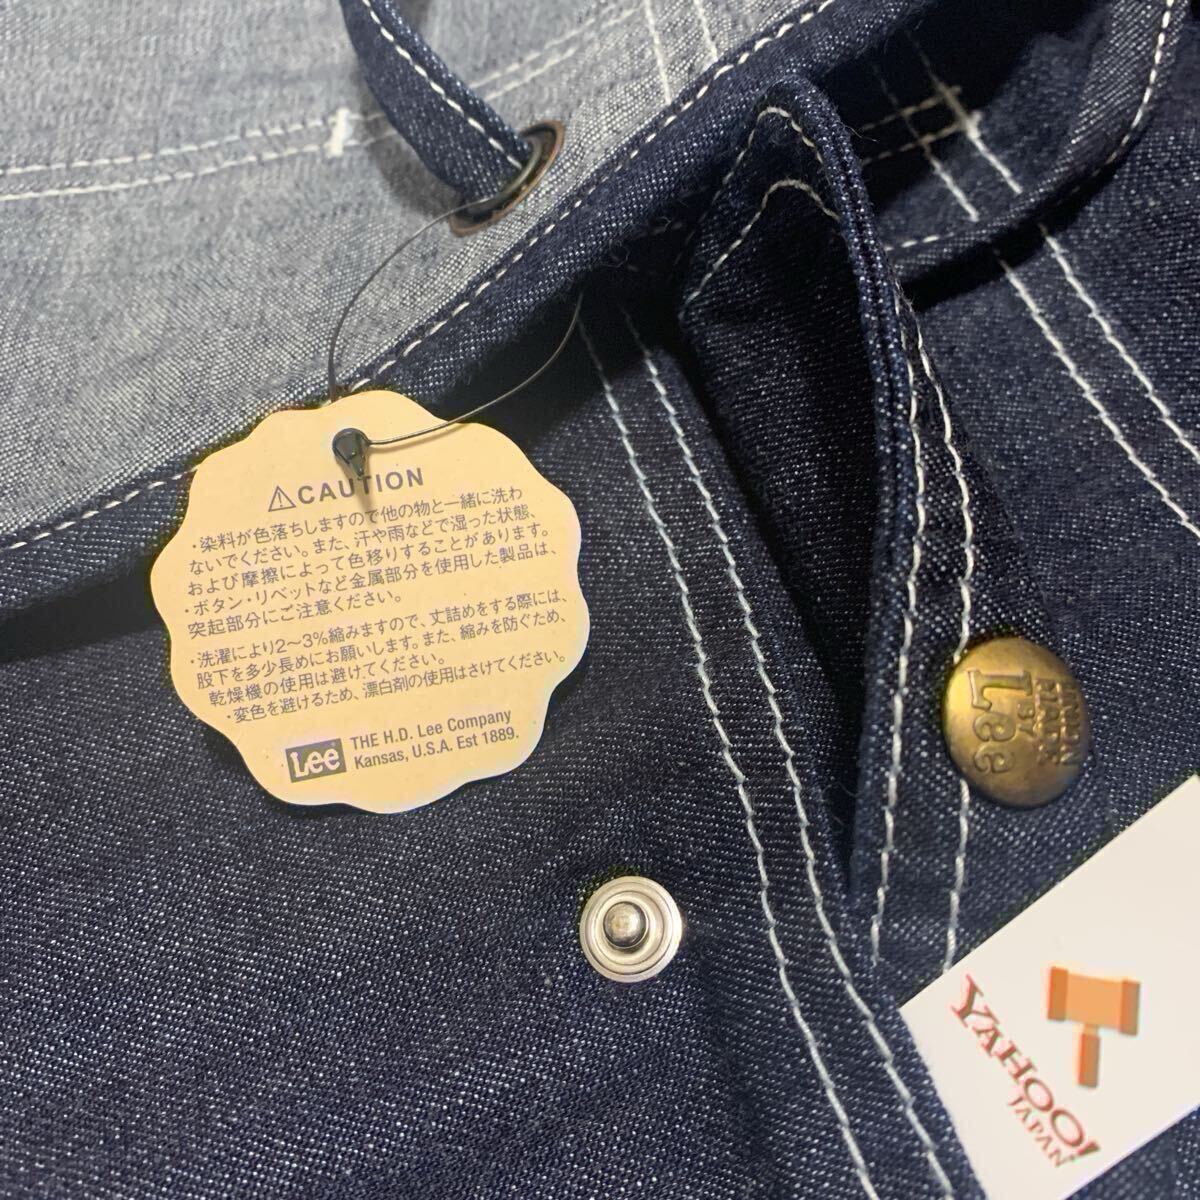 ⚠CAUTION
・染料が色落ちしますので他の物と一緒に洗わ
ないでください。また、汗や雨などで湿った状態、
および摩擦によって色移りすることがあります。
・ボタン・リベットなど金属部分を使用した製品は、
突起部分にご注意ください。
・洗濯により2〜3%縮みますので、丈詰めをする際には、
股下を多少長めにお願いします。また、縮みを防ぐため、
乾燥機の使用は避けてください。
・変色を避けるため、漂白剤の使用はさけてください。
Lee
THE H.D. Lee Company
Kansas, U.S.A. Est 1889.
Lee
YAHOO!
JAPAN